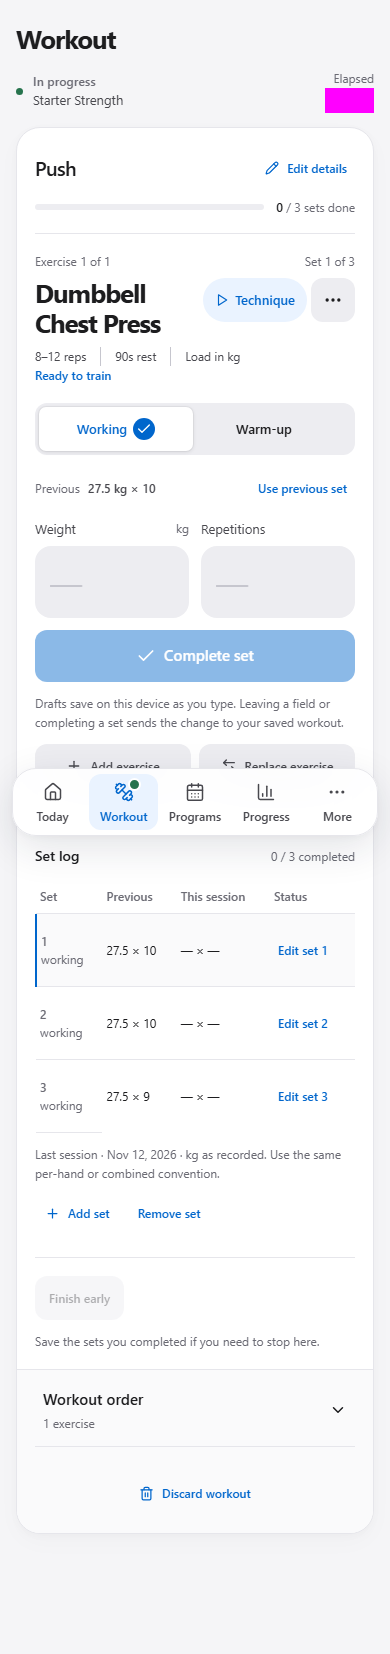 Workout
In progress
Starter Strength
Elapsed
Push
Edit details
0 / 3 sets done
Exercise 1 of 1
Set 1 of 3
Dumbbell
Chest Press
Technique
8–12 reps
90s rest
Load in kg
Ready to train
Working
Warm-up
Previous 27.5 kg × 10
Use previous set
Weight
kg
Repetitions
Complete set
Drafts save on this device as you type. Leaving a field or
completing a set sends the change to your saved workout.
Add exercise
Replace exercise
Today
Workout
Programs
Progress
More
Set log
0 / 3 completed
Set Previous This session Status
1
working
27.5 × 10
— × —
Edit set 1
2
working
27.5 × 10
— × —
Edit set 2
3
working
27.5 × 9
— × —
Edit set 3
Last session · Nov 12, 2026 · kg as recorded. Use the same
per-hand or combined convention.
Add set
Remove set
Finish early
Save the sets you completed if you need to stop here.
Workout order
1 exercise
Discard workout